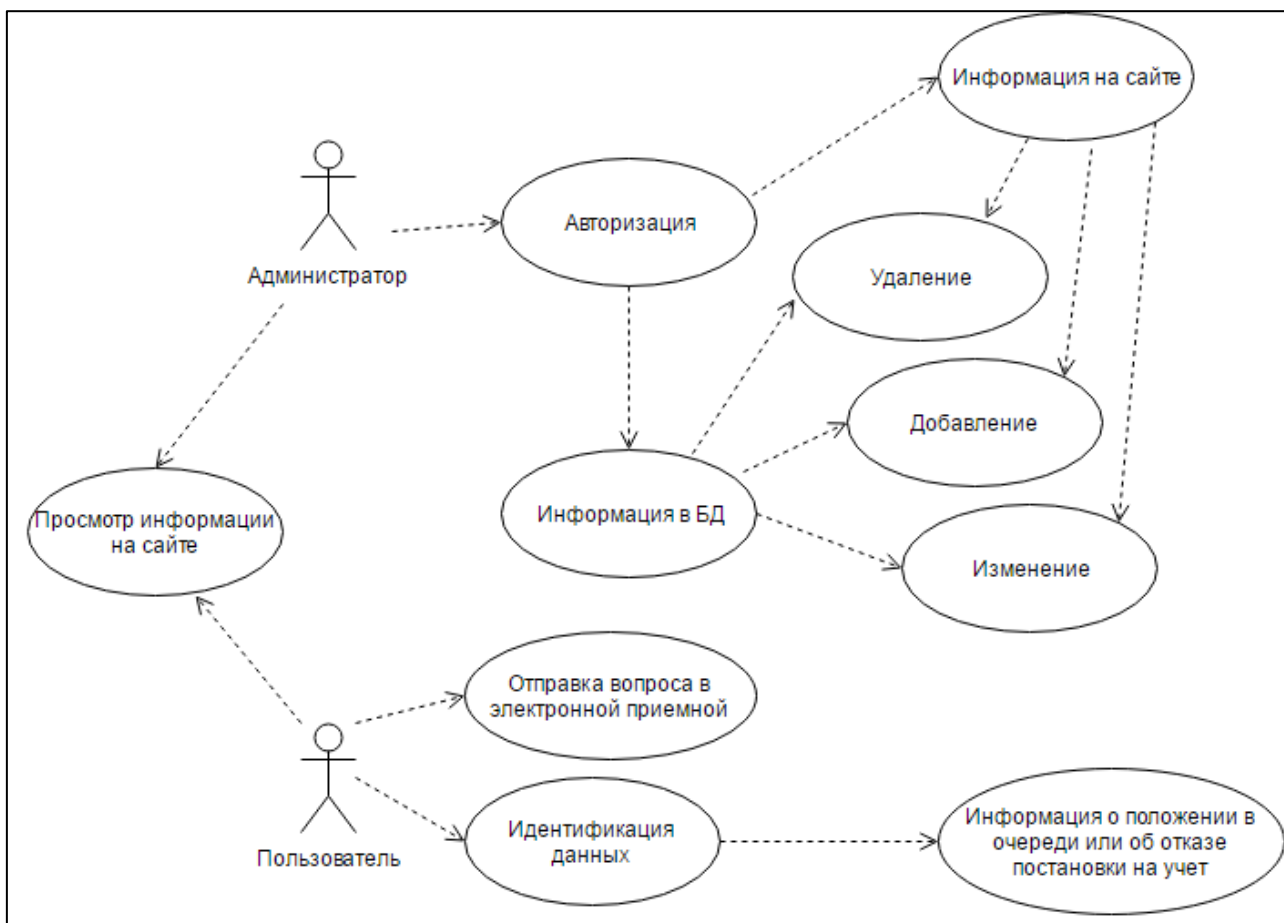 Информация на сайте
Авторизация
Администратор
Удаление
Добавление
Просмотр информации
на сайте
Информация в БД
Изменение
Отправка вопроса в
электронной приемной
Пользователь
Идентификация
данных
Информация о положении в
очереди или об отказе
постановки на учет